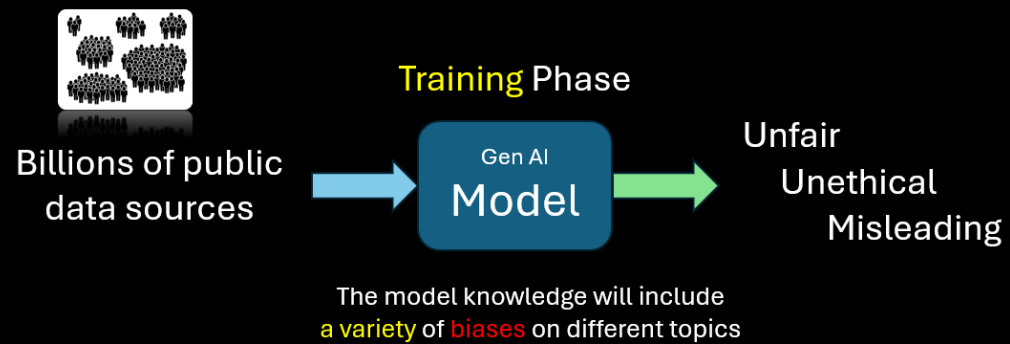 Training Phase
Billions of public
data sources
Gen AI
Model
Unfair
Unethical
Misleading
The model knowledge will include
a variety of biases on different topics